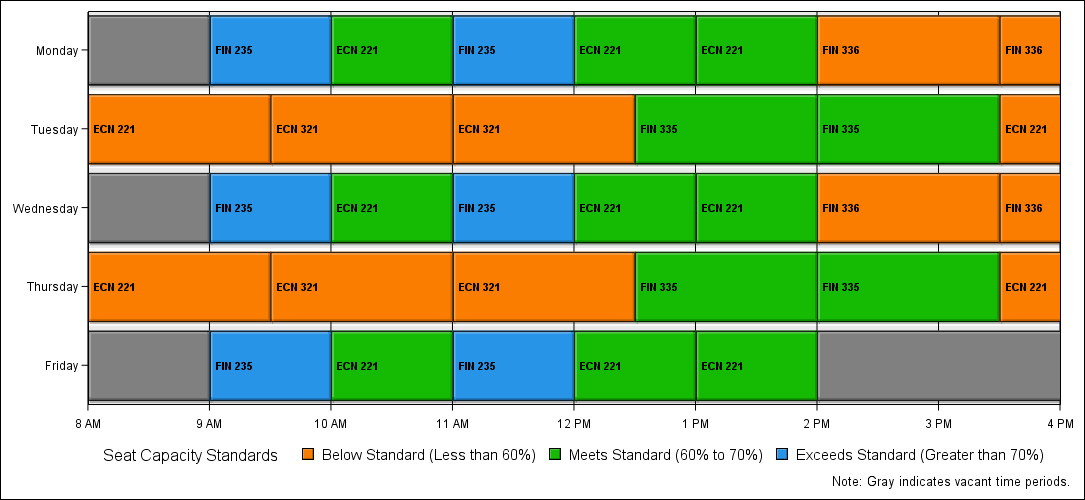 Monday FIN 235 ECN 221 FIN 235 ECN 221 ECN 221 FIN 336 FIN 336
Tuesday ECN 221 ECN 321 ECN 321 FIN 335 FIN 335 ECN 221
Wednesday FIN 235 ECN 221 FIN 235 ECN 221 ECN 221 FIN 336 FIN 336
Thursday ECN 221 ECN 321 ECN 321 FIN 335 FIN 335 ECN 221
Friday FIN 235 ECN 221 FIN 235 ECN 221 ECN 221
8 AM 9 AM 10 AM 11 AM 12 PM 1 PM 2 PM 3 PM 4 PM
Seat Capacity Standards Below Standard (Less than 60%) Meets Standard (60% to 70%) Exceeds Standard (Greater than 70%)
Note: Gray indicates vacant time periods.